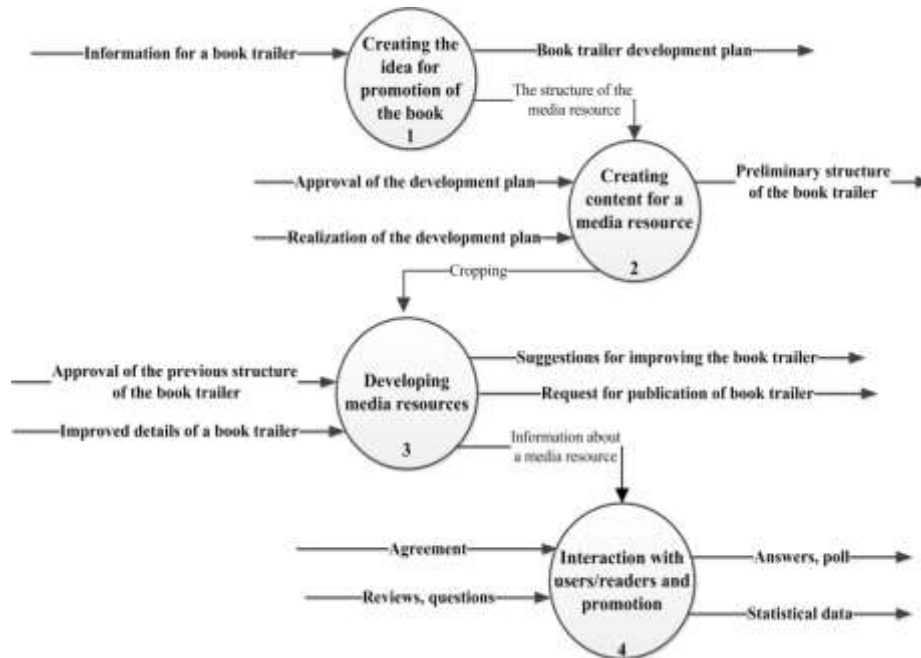 Information for a book trailer
Creating the
idea for
promotion of
the book
1
Book trailer development plan
The structure of the
media resource
Approval of the development plan
Realization of the development plan
Creating
content for a
media resource
2
Preliminary structure
of the book trailer
Cropping
Approval of the previous structure
of the book trailer
Improved details of a book trailer
Developing
media resources
3
Suggestions for improving the book trailer
Request for publication of book trailer
Information about
a media resource
Agreement
Reviews, questions
Interaction with
users/readers and
promotion
4
Answers, poll
Statistical data